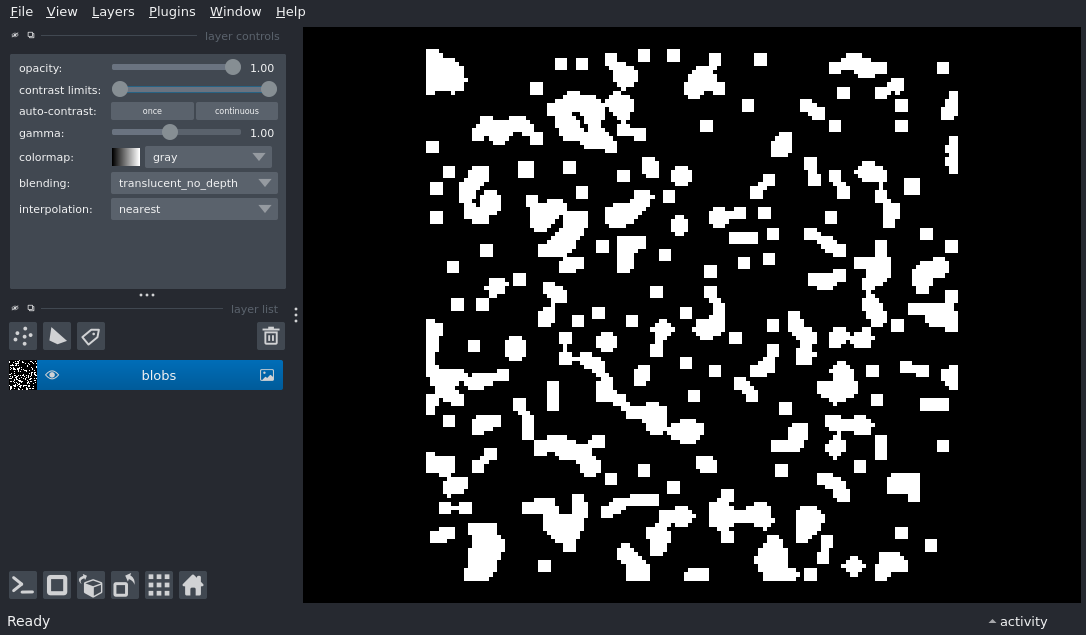 File View Layers Plugins Window Help
layer controls
opacity: 1.00
contrast limits:
auto-contrast: once continuous
gamma: 1.00
colormap: gray
blending: translucent_no_depth
interpolation: nearest
layer list
blobs
Ready
activity